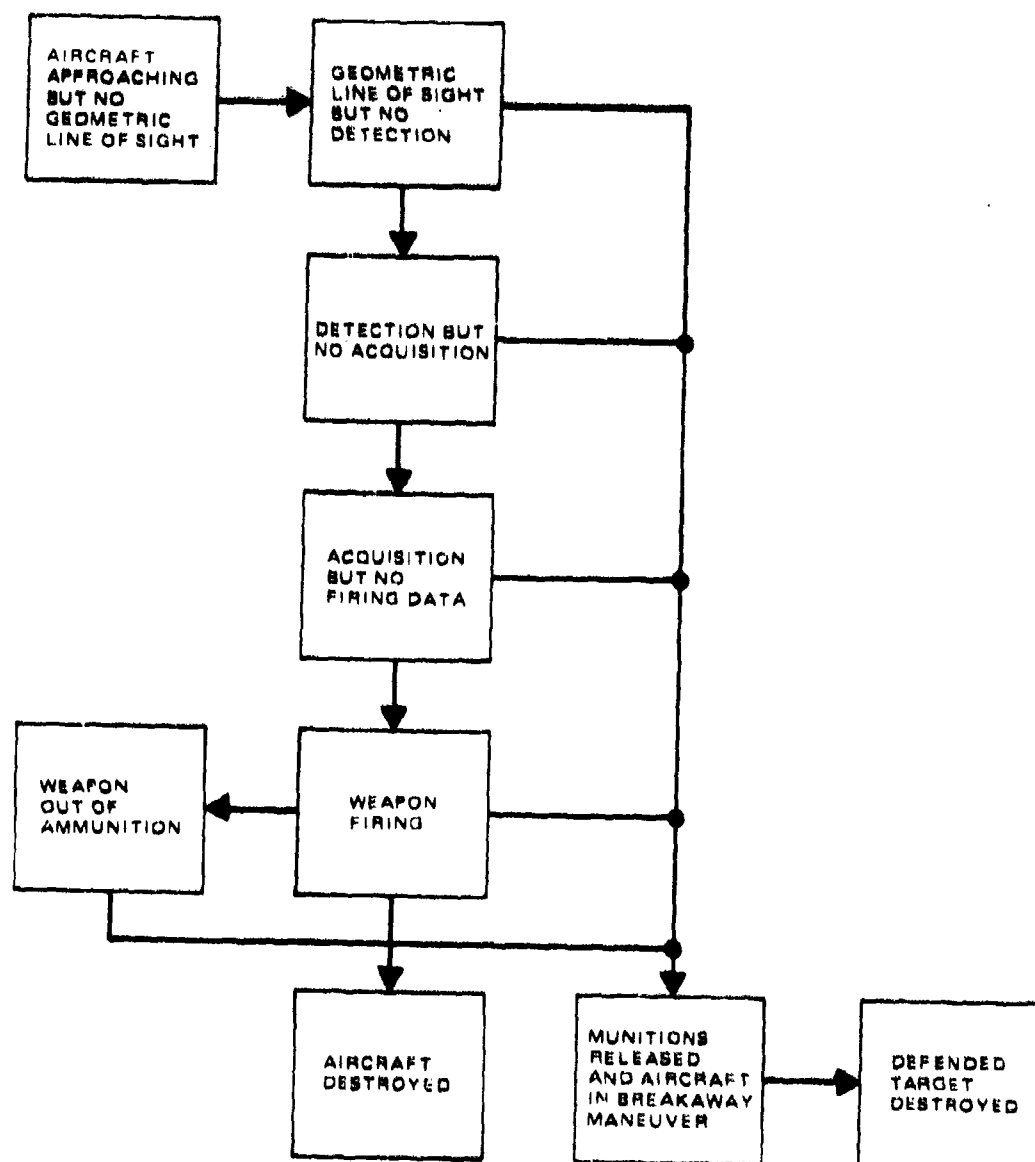 AIRCRAFT
APPROACHING
BUT NO
GEOMETRIC
LINE OF SIGHT
GEOMETRIC
LINE OF SIGHT
BUT NO
DETECTION
DETECTION BUT
NO ACQUISITION
ACQUISITION
BUT NO
FIRING DATA
WEAPON
OUT OF
AMMUNITION
WEAPON
FIRING
AIRCRAFT
DESTROYED
MUNITIONS
RELEASED
AND AIRCRAFT
IN BREAKAWAY
MANEUVER
DEFENDED
TARGET
DESTROYED